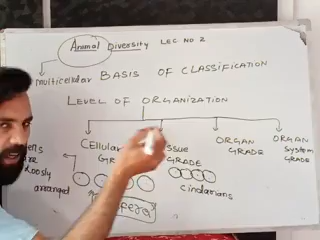 Animal Diversity LEC NO 2
multicellular BASIS OF CLASSIFICATION
LEVEL OF ORGANIZATION
Cellular
GR
ssue
GRADE
ORGAN
GRADE
ORGAN
System
GRADE
Loosly
arranged
cindarians